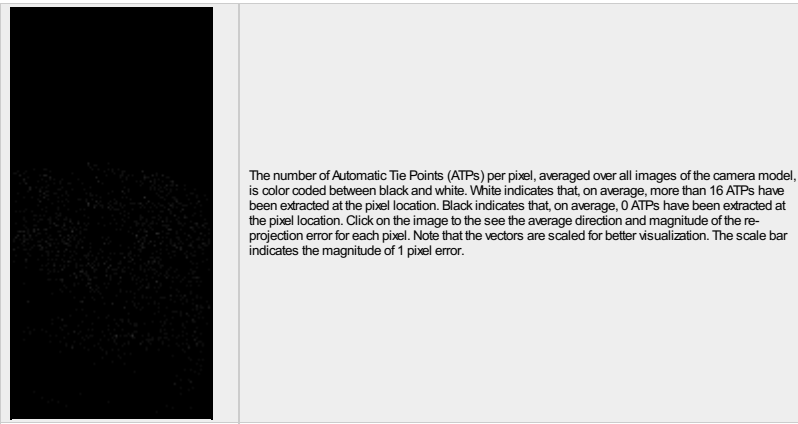 The number of Automatic Tie Points (ATPs) per pixel, averaged over all images of the camera model,
is color coded between black and white. White indicates that, on average, more than 16 ATPs have
been extracted at the pixel location. Black indicates that, on average, 0 ATPs have been extracted at
the pixel location. Click on the image to the see the average direction and magnitude of the re-
projection error for each pixel. Note that the vectors are scaled for better visualization. The scale bar
indicates the magnitude of 1 pixel error.